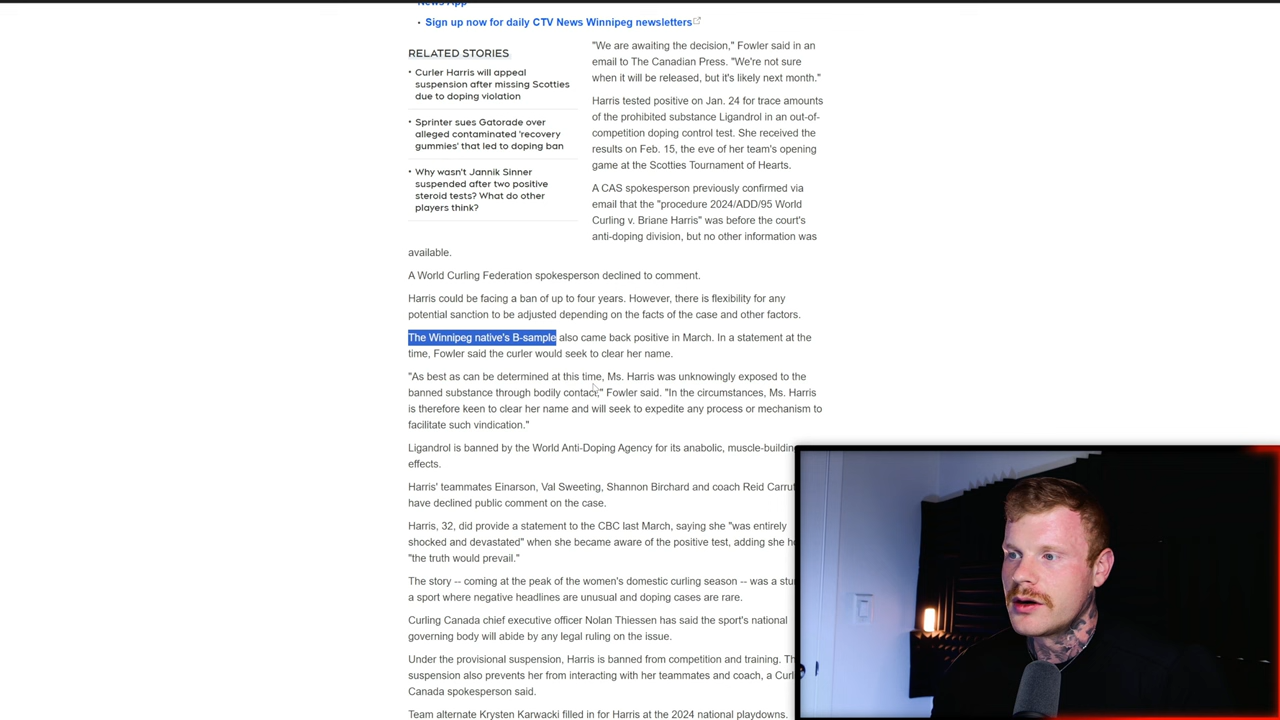 News App
• Sign up now for daily CTV News Winnipeg newsletters
RELATED STORIES
• Curler Harris will appeal
suspension after missing Scotties
due to doping violation
• Sprinter sues Gatorade over
alleged contaminated 'recovery
gummies' that led to doping ban
• Why wasn't Jannik Sinner
suspended after two positive
steroid tests? What do other
players think?
"We are awaiting the decision," Fowler said in an
email to The Canadian Press. "We're not sure
when it will be released, but it's likely next month."
Harris tested positive on Jan. 24 for trace amounts
of the prohibited substance Ligandrol in an out-of-
competition doping control test. She received the
results on Feb. 15, the eve of her team's opening
game at the Scotties Tournament of Hearts.
A CAS spokesperson previously confirmed via
email that the "procedure 2024/ADD/95 World
Curling v. Briane Harris" was before the court's
anti-doping division, but no other information was
available.
A World Curling Federation spokesperson declined to comment.
Harris could be facing a ban of up to four years. However, there is flexibility for any
potential sanction to be adjusted depending on the facts of the case and other factors.
The Winnipeg native's B-sample also came back positive in March. In a statement at the
time, Fowler said the curler would seek to clear her name.
"As best as can be determined at this time, Ms. Harris was unknowingly exposed to the
banned substance through bodily contact," Fowler said. "In the circumstances, Ms. Harris
is therefore keen to clear her name and will seek to expedite any process or mechanism to
facilitate such vindication."
Ligandrol is banned by the World Anti-Doping Agency for its anabolic, muscle-building
effects.
Harris' teammates Einarson, Val Sweeting, Shannon Birchard and coach Reid
have declined public comment on the case.
Harris, 32, did provide a statement to the CBC last March, saying she "was entirely
shocked and devastated" when she became aware of the positive test, adding she
"the truth would prevail."
The story -- coming at the peak of the women's domestic curling season -- was a
a sport where negative headlines are unusual and doping cases are rare.
Curling Canada chief executive officer Nolan Thiessen has said the sport's national
governing body will abide by any legal ruling on the issue.
Under the provisional suspension, Harris is banned from competition and training.
suspension also prevents her from interacting with her teammates and coach, a
Canada spokesperson said.
Team alternate Krysten Karwacki filled in for Harris at the 2024 national playdowns.